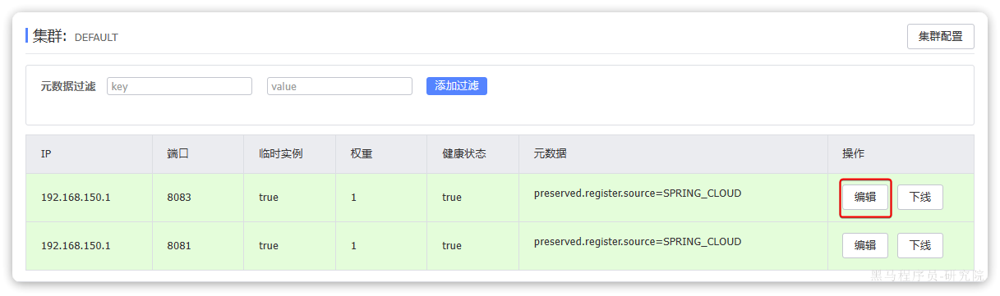 集群: DEFAULT 集群配置
元数据过滤 key value 添加过滤
IP 端口 临时实例 权重 健康状态 元数据 操作
192.168.150.1 8083 true 1 true preserved.register.source=SPRING_CLOUD 编辑 下线
192.168.150.1 8081 true 1 true preserved.register.source=SPRING_CLOUD 编辑 下线
黑马程序员-研究院